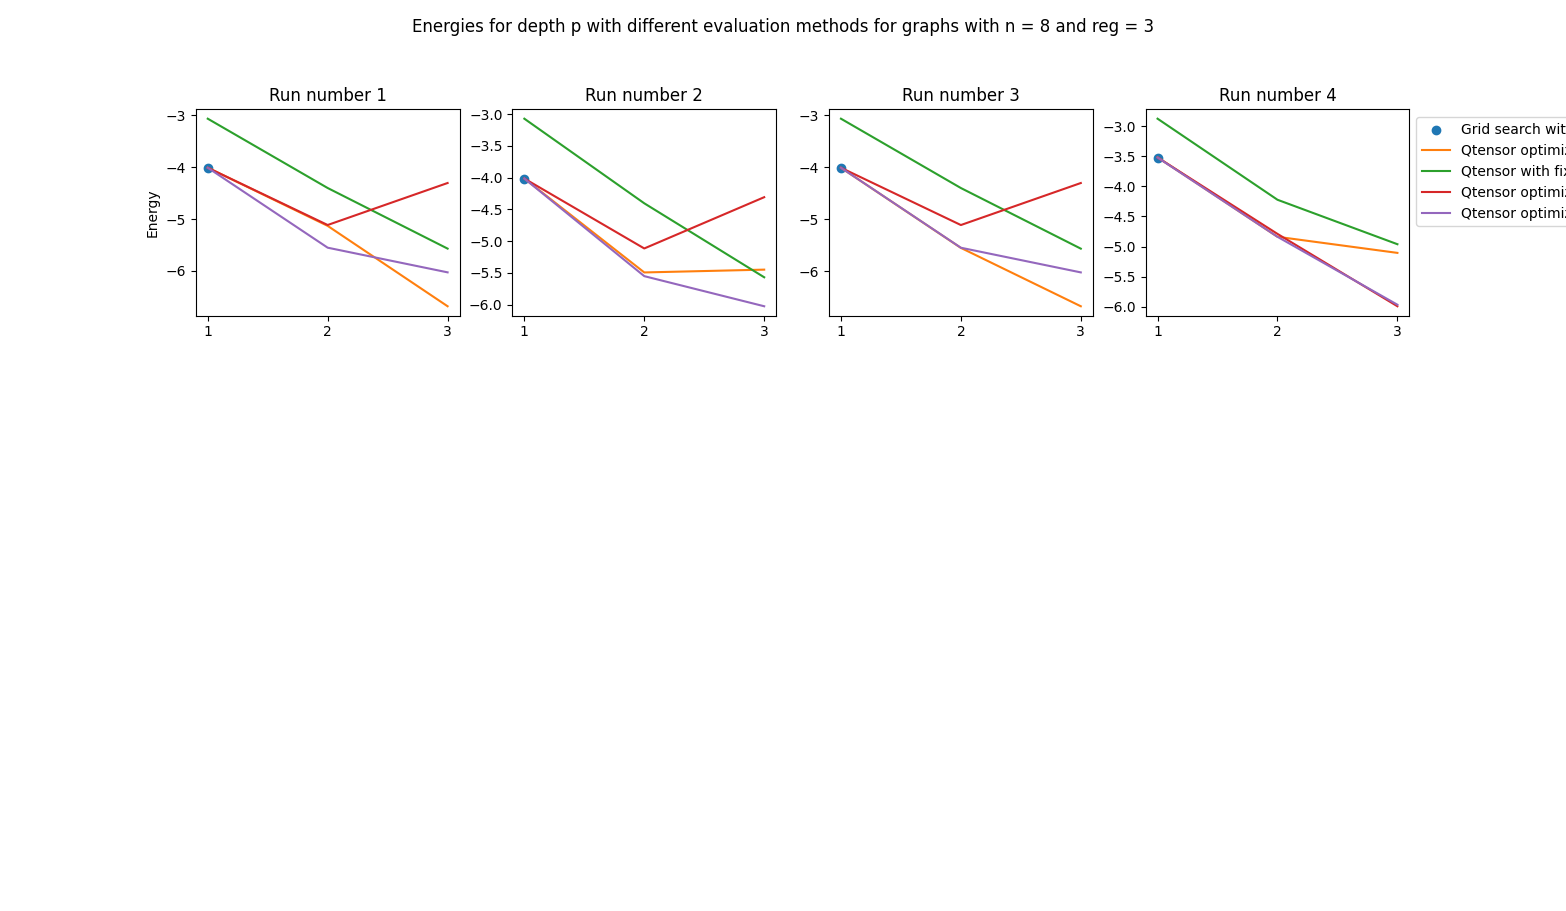 Energies for depth p with different evaluation methods for graphs with n = 8 and reg = 3
Run number 1
Run number 2
Run number 3
Run number 4
Energy
−3
−4
−5
−6
1 2 3
−3.0
−3.5
−4.0
−4.5
−5.0
−5.5
−6.0
1 2 3
−3
−4
−5
−6
1 2 3
−3.0
−3.5
−4.0
−4.5
−5.0
−5.5
−6.0
1 2 3
Grid search wit
Qtensor optimiz
Qtensor with fix
Qtensor optimiz
Qtensor optimiz